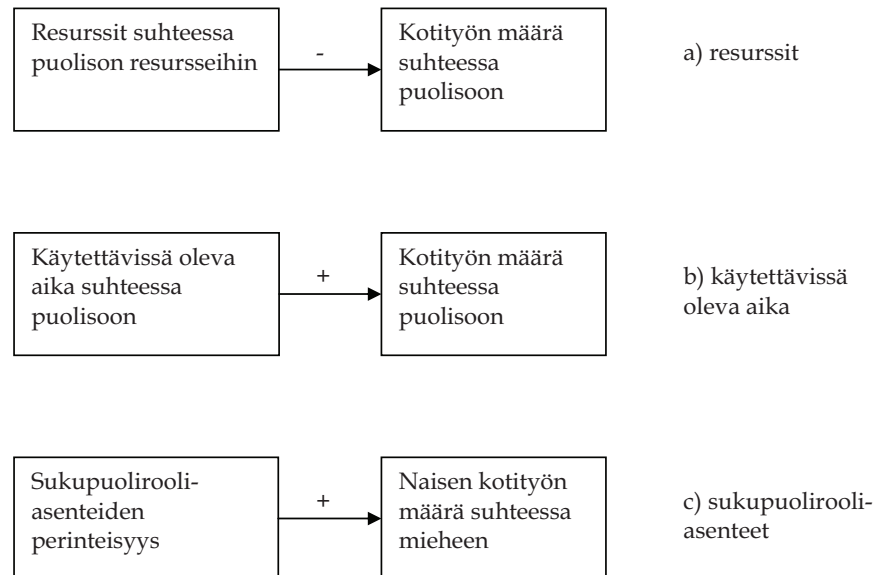 Resurssit suhteessa
puolison resursseihin
-
Kotityön määrä
suhteessa
puolisoon
a) resurssit
Käytettävissä oleva
aika suhteessa
puolisoon
+
Kotityön määrä
suhteessa
puolisoon
b) käytettävissä
oleva aika
Sukupuolirooli-
asenteiden
perinteisyys
+
Naisen kotityön
määrä suhteessa
mieheen
c) sukupuolirooli-
asenteet